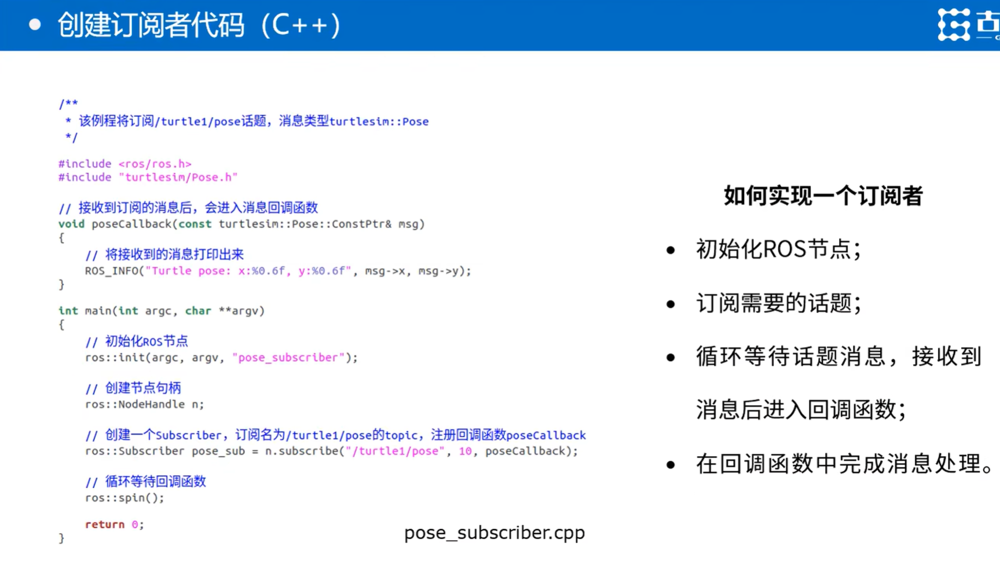 创建订阅者代码（C++）
古
/**
 * 该例程将订阅/turtle1/pose话题，消息类型turtlesim::Pose
 */
#include <ros/ros.h>
#include "turtlesim/Pose.h"
// 接收到订阅的消息后，会进入消息回调函数
void poseCallback(const turtlesim::Pose::ConstPtr& msg)
{
    // 将接收到的消息打印出来
    ROS_INFO("Turtle pose: x:%0.6f, y:%0.6f", msg->x, msg->y);
}
int main(int argc, char **argv)
{
    // 初始化ROS节点
    ros::init(argc, argv, "pose_subscriber");
    // 创建节点句柄
    ros::NodeHandle n;
    // 创建一个Subscriber，订阅名为/turtle1/pose的topic，注册回调函数poseCallback
    ros::Subscriber pose_sub = n.subscribe("/turtle1/pose", 10, poseCallback);
    // 循环等待回调函数
    ros::spin();
    return 0;
}
pose_subscriber.cpp
如何实现一个订阅者
• 初始化ROS节点；
• 订阅需要的话题；
• 循环等待话题消息，接收到
消息后进入回调函数；
• 在回调函数中完成消息处理。